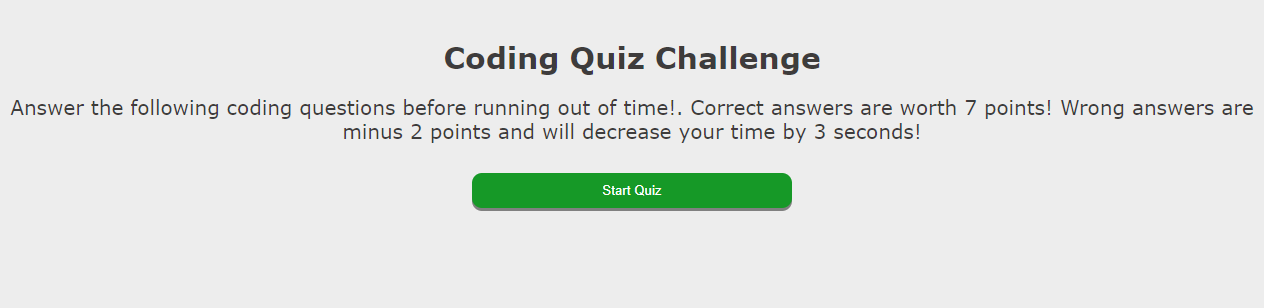 Coding Quiz Challenge
Answer the following coding questions before running out of time!. Correct answers are worth 7 points! Wrong answers are
minus 2 points and will decrease your time by 3 seconds!
Start Quiz